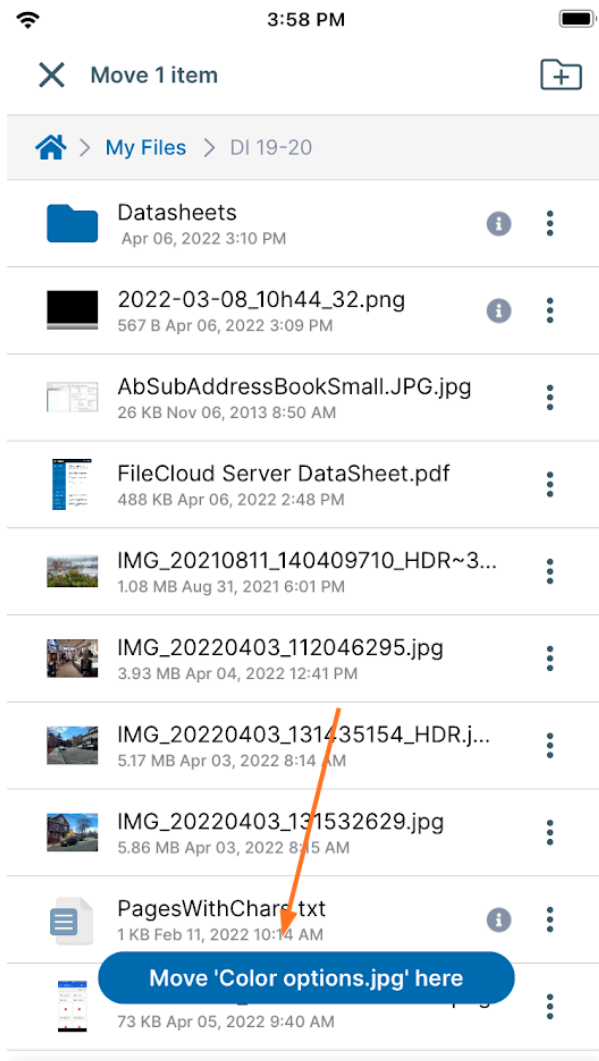 3:58 PM
Move 1 item
My Files > DI 19-20
Datasheets
Apr 06, 2022 3:10 PM
2022-03-08_10h44_32.png
567 B Apr 06, 2022 3:09 PM
AbSubAddressBookSmall.JPG.jpg
26 KB Nov 06, 2013 8:50 AM
FileCloud Server DataSheet.pdf
488 KB Apr 06, 2022 2:48 PM
IMG_20210811_140409710_HDR~3...
1.08 MB Aug 31, 2021 6:01 PM
IMG_20220403_112046295.jpg
3.93 MB Apr 04, 2022 12:41 PM
IMG_20220403_131435154_HDR.j...
5.17 MB Apr 03, 2022 8:14 AM
IMG_20220403_131532629.jpg
5.86 MB Apr 03, 2022 8:15 AM
PagesWithChars.txt
1 KB Feb 11, 2022 10:14 AM
Move 'Color options.jpg' here
73 KB Apr 05, 2022 9:40 AM